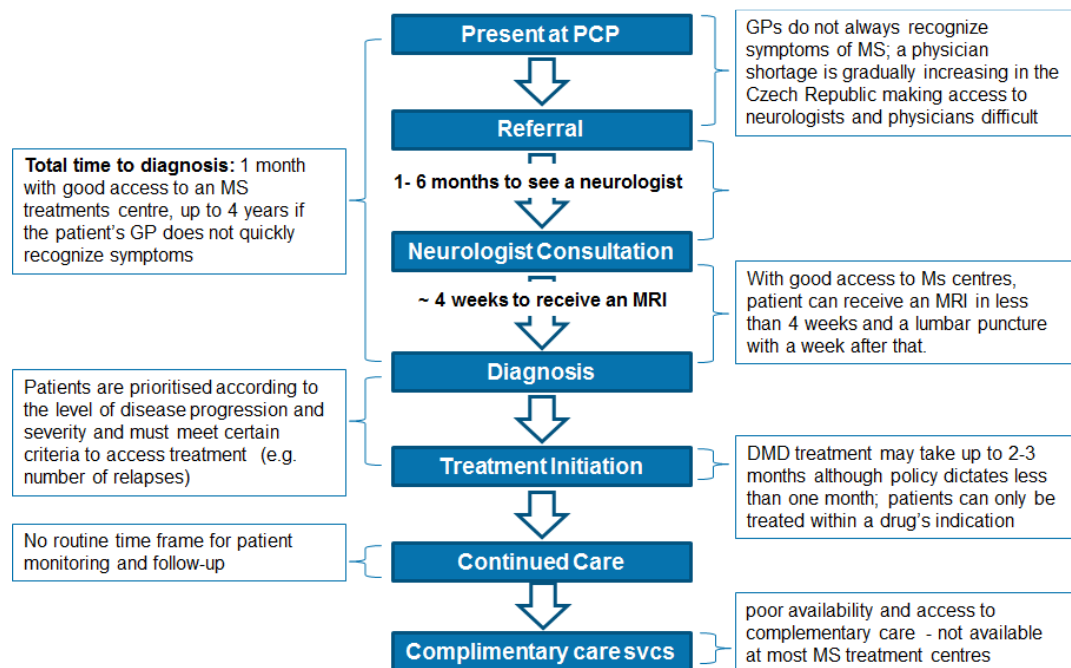 Present at PCP
GPs do not always recognize
symptoms of MS; a physician
shortage is gradually increasing in the
Czech Republic making access to
neurologists and physicians difficult
Referral
Total time to diagnosis: 1 month
with good access to an MS
treatments centre, up to 4 years if
the patient's GP does not quickly
recognize symptoms
1- 6 months to see a neurologist
Neurologist Consultation
~ 4 weeks to receive an MRI
With good access to Ms centres,
patient can receive an MRI in less
than 4 weeks and a lumbar puncture
with a week after that.
Diagnosis
Patients are prioritised according to
the level of disease progression and
severity and must meet certain
criteria to access treatment (e.g.
number of relapses)
Treatment Initiation
DMD treatment may take up to 2-3
months although policy dictates less
than one month; patients can only be
treated within a drug's indication
No routine time frame for patient
monitoring and follow-up
Continued Care
Complimentary care svcs
poor availability and access to
complementary care - not available
at most MS treatment centres